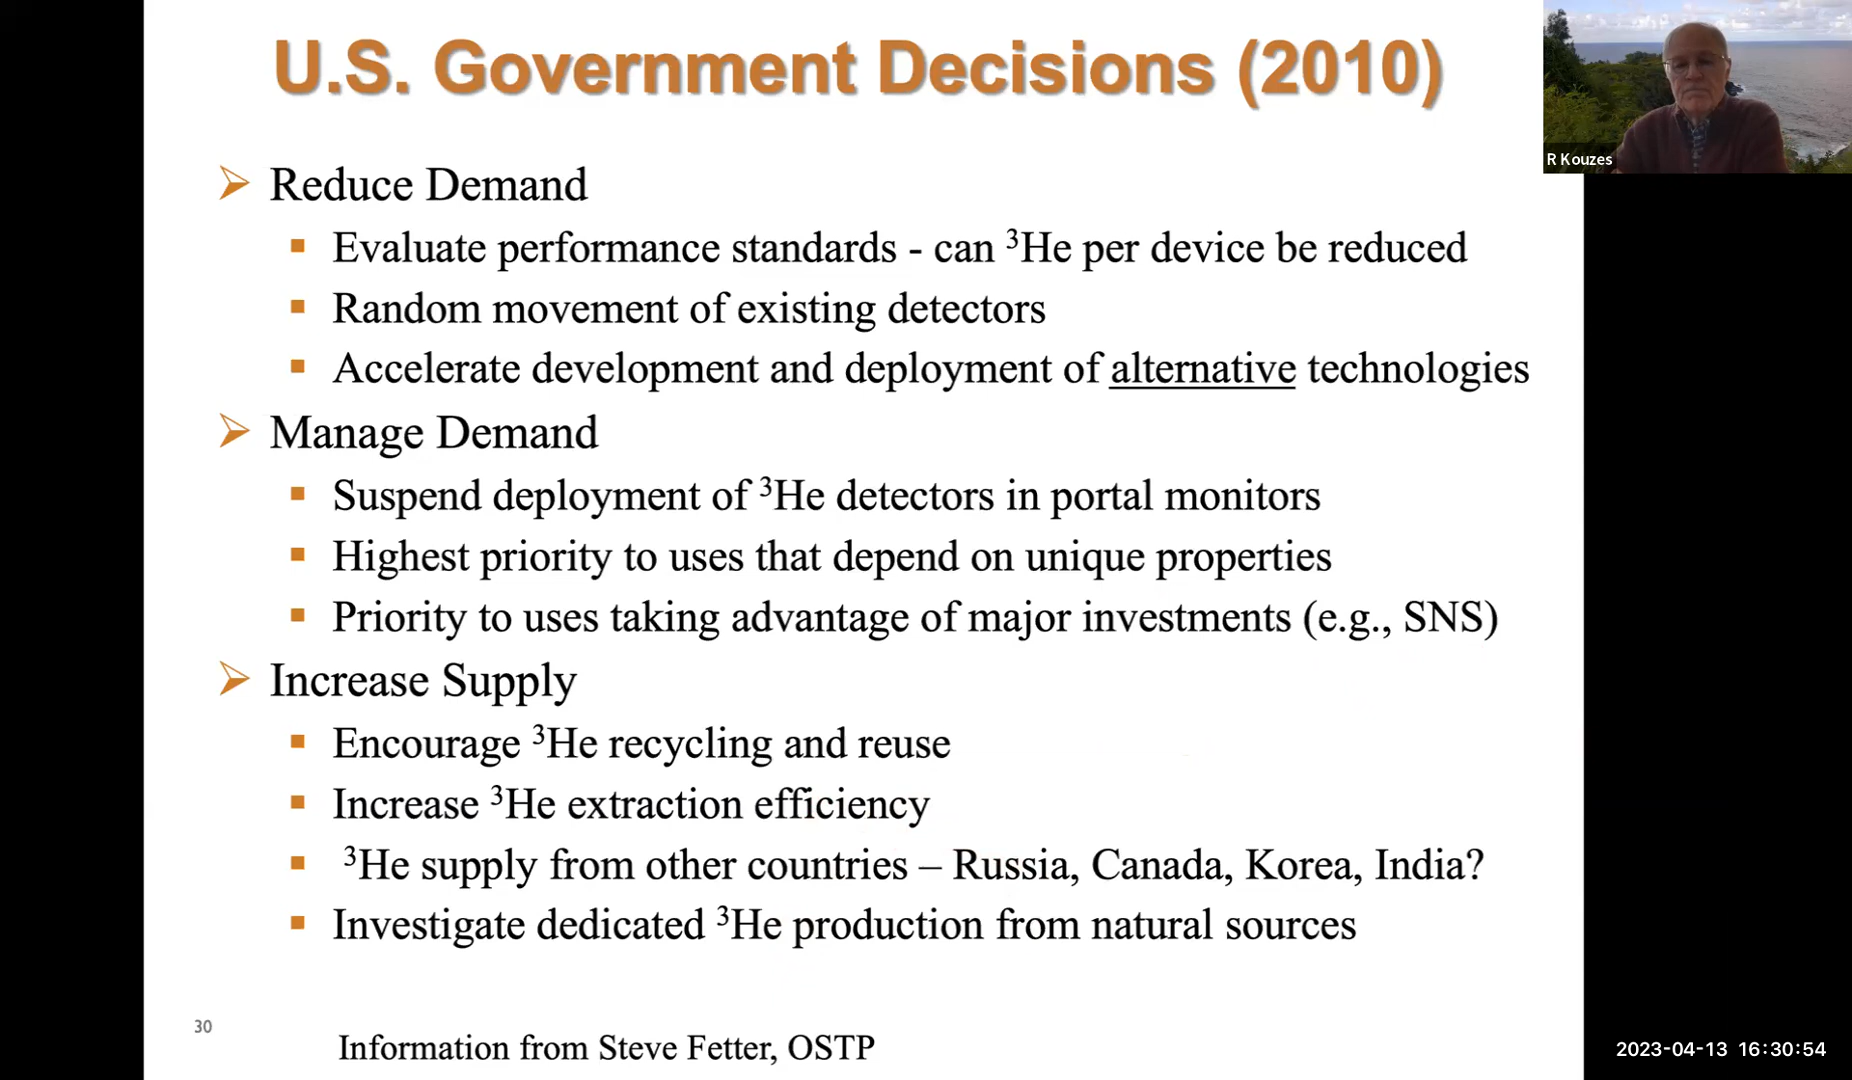 U.S. Government Decisions (2010)
R Kouzes
Reduce Demand
Evaluate performance standards - can ³He per device be reduced
Random movement of existing detectors
Accelerate development and deployment of alternative technologies
Manage Demand
Suspend deployment of ³He detectors in portal monitors
Highest priority to uses that depend on unique properties
Priority to uses taking advantage of major investments (e.g., SNS)
Increase Supply
Encourage ³He recycling and reuse
Increase ³He extraction efficiency
³He supply from other countries – Russia, Canada, Korea, India?
Investigate dedicated ³He production from natural sources
30
Information from Steve Fetter, OSTP
2023-04-13 16:30:54